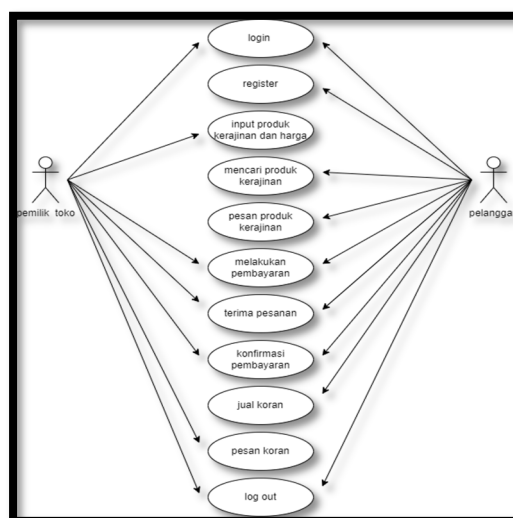 login
register
input produk
kerajinan dan harga
mencari produk
kerajinan
pemilik toko
pelangga
pesan produk
kerajinan
melakukan
pembayaran
terima pesanan
konfirmasi
pembayaran
jual koran
pesan koran
log out